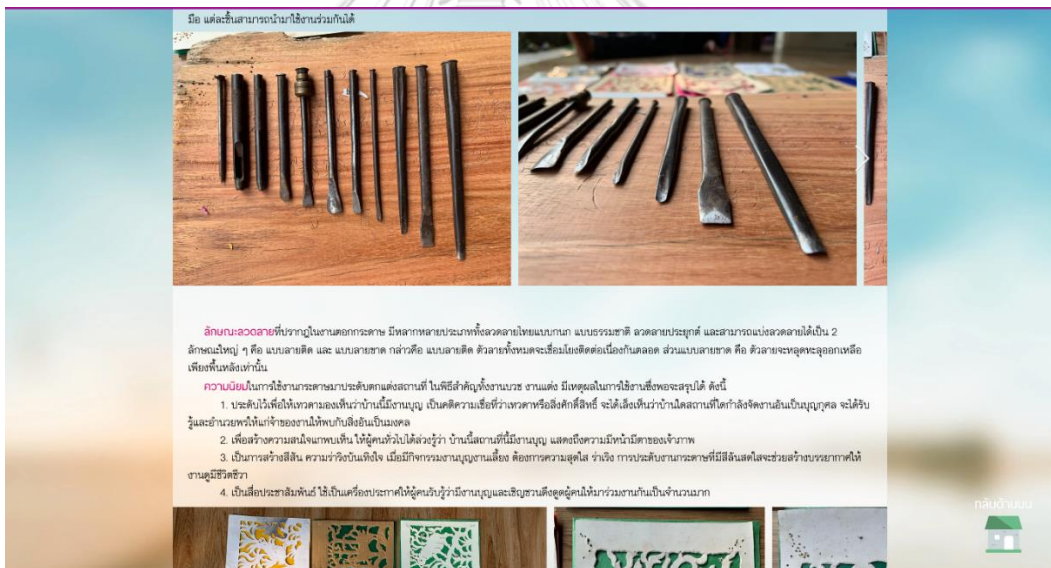 มือ แต่ละชิ้นสามารถนำมาใช้งานร่วมกันได้
ลักษณะลวดลายที่ปรากฏในงานตอกกระดาษ มีหลากหลายประเภททั้งลวดลายไทยแบบกนก แบบธรรมชาติ ลวดลายประยุกต์ และสามารถแบ่งลวดลายได้เป็น 2
ลักษณะใหญ่ ๆ คือ แบบลายติด และ แบบลายขาด กล่าวคือ แบบลายติด ตัวลายทั้งหมดจะเชื่อมโยงติดต่อเนื่องกันตลอด ส่วนแบบลายขาด คือ ตัวลายจะหลุดทะลุออกเหลือ
เพียงพื้นหลังเท่านั้น
ความนิยมในการใช้งานกระดาษมาประดับตกแต่งสถานที่ ในพิธีสำคัญทั้งงานบวช งานแต่ง มีเหตุผลในการใช้งานซึ่งพอจะสรุปได้ ดังนี้
1. ประดับไว้เพื่อให้เทวดามองเห็นว่าบ้านนี้มีงานบุญ เป็นคติความเชื่อที่ว่าเทวดาหรือสิ่งศักดิ์สิทธิ์ จะได้เล็งเห็นว่าบ้านใดสถานที่ใดกำลังจัดงานอันเป็นบุญกุศล จะได้รับ
รู้และอำนวยพรให้แก่เจ้าของงานให้พบกับสิ่งอันเป็นมงคล
2. เพื่อสร้างความสนใจแก่พบเห็น ให้ผู้คนทั่วไปได้ล่วงรู้ว่า บ้านนี้สถานที่นี้มีงานบุญ แสดงถึงความมีหน้ามีตาของเจ้าภาพ
3. เป็นการสร้างสีสัน ความร่าเริงบันเทิงใจ เมื่อมีกิจกรรมงานบุญงานเลี้ยง ต้องการความสุดใส ร่าเริง การประดับงานกระดาษที่มีสีสันสดใสจะช่วยสร้างบรรยากาศให้
งานดูมีชีวิตชีวา
4. เป็นสื่อประชาสัมพันธ์ ใช้เป็นเครื่องประกาศให้ผู้คนรับรู้ว่ามีงานบุญและเชิญชวนดึงดูดผู้คนให้มาร่วมงานกันเป็นจำนวนมาก
กลับด้านบน